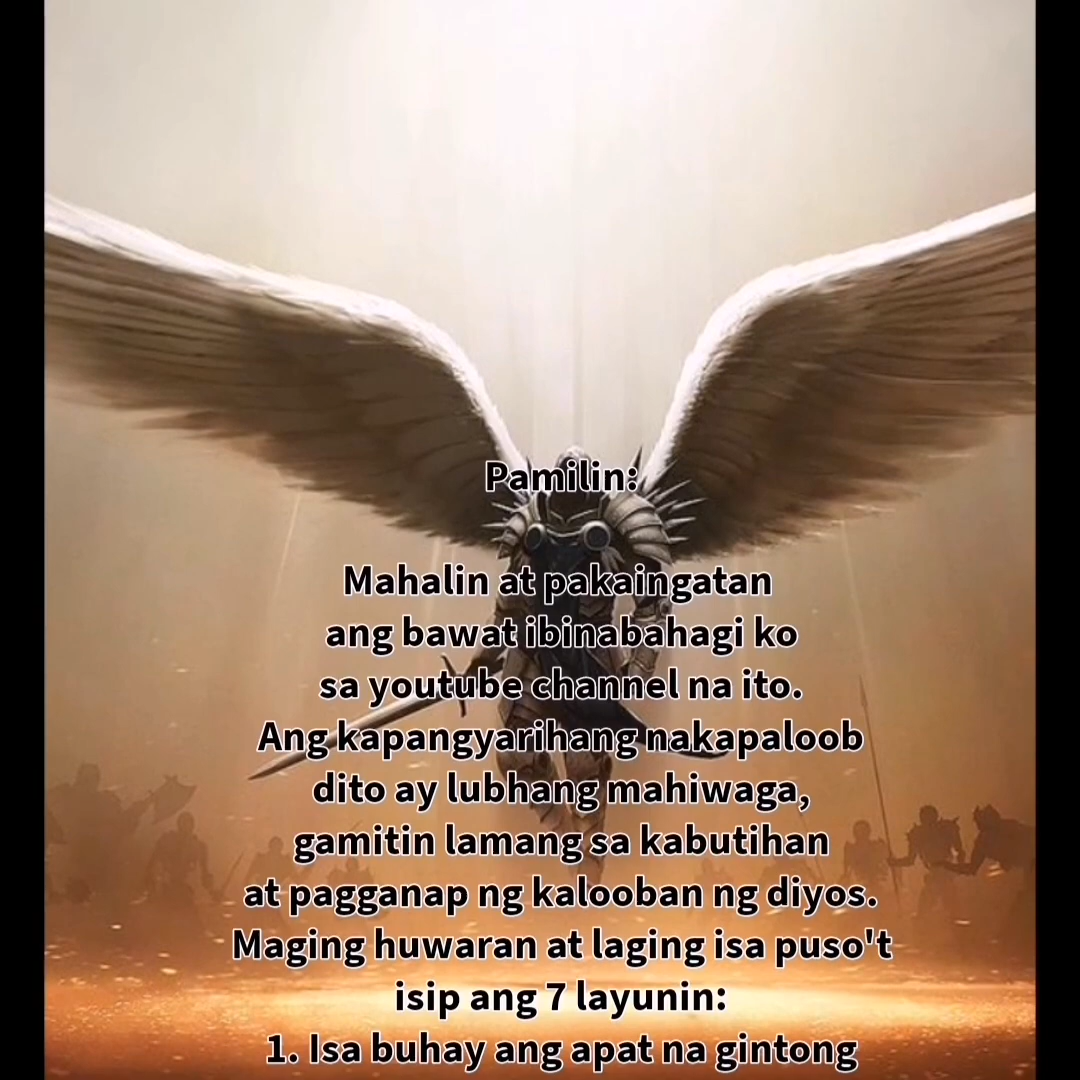 Pamilin:
Mahalin at pakaingatan
ang bawat ibinabahagi ko
sa youtube channel na ito.
Ang kapangyarihang nakapaloob
dito ay lubhang mahiwaga,
gamitin lamang sa kabutihan
at pagganap ng kalooban ng diyos.
Maging huwaran at laging isa puso't
isip ang 7 layunin:
1. Isa buhay ang apat na gintong